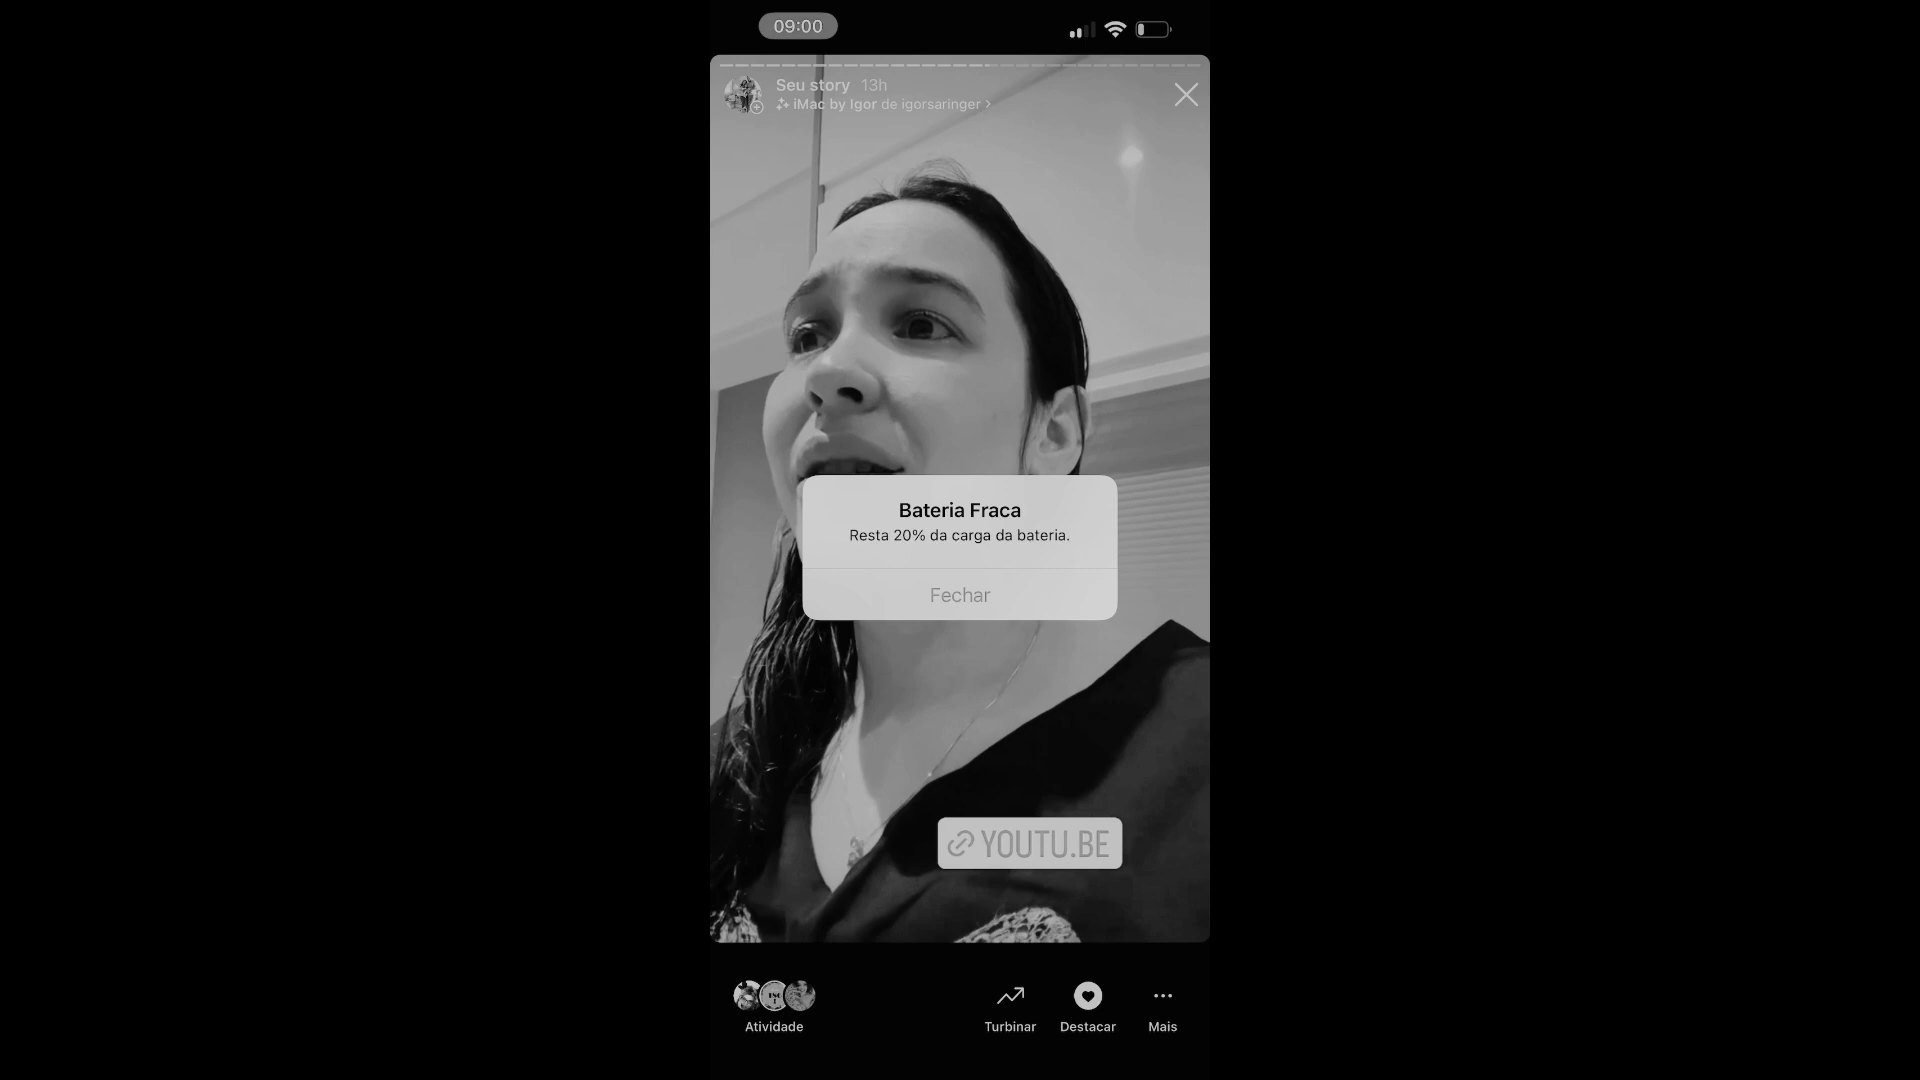 09:00
Seu story 13h
iMac by Igor de igorsaringer
Bateria Fraca
Resta 20% da carga da bateria.
Fechar
YOUTU.BE
Atividade
Turbinar
Destacar
Mais